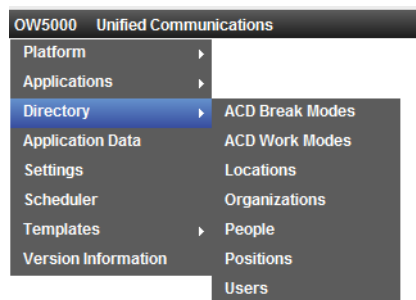 OW5000 Unified Communications
Platform
Applications
Directory
Application Data
Settings
Scheduler
Templates
Version Information
ACD Break Modes
ACD Work Modes
Locations
Organizations
People
Positions
Users